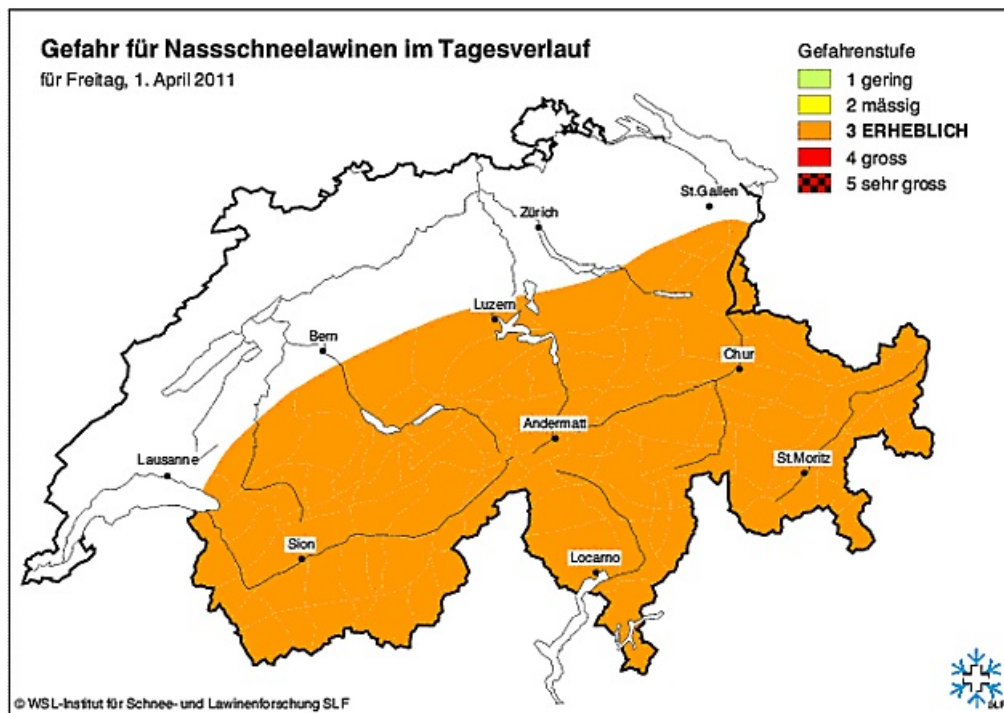 Gefahr für Nassschneelawinen im Tagesverlauf
für Freitag, 1. April 2011
Gefahrenstufe
1 gering
2 mässig
3 ERHEBLICH
4 gross
5 sehr gross
St.Gallen
Zürich
Luzern
Bern
Chur
Andermatt
Lausanne
St.Moritz
Sion
Locarno
© WSL-Institut für Schnee- und Lawinenforschung SLF
SLF